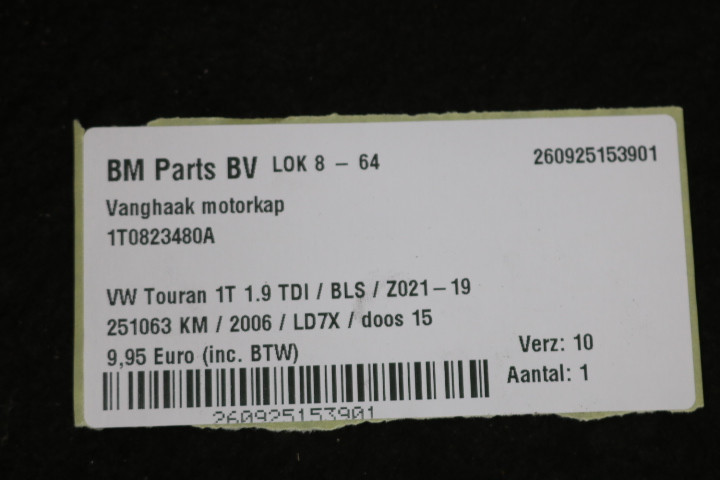 BM Parts BV LOK 8 - 64 260925153901
Vanghaak motorkap
1T0823480A
VW Touran 1T 1.9 TDI / BLS / Z021-19
251063 KM / 2006 / LD7X / doos 15
9,95 Euro (inc. BTW) Verz: 10
Aantal: 1
260925153901